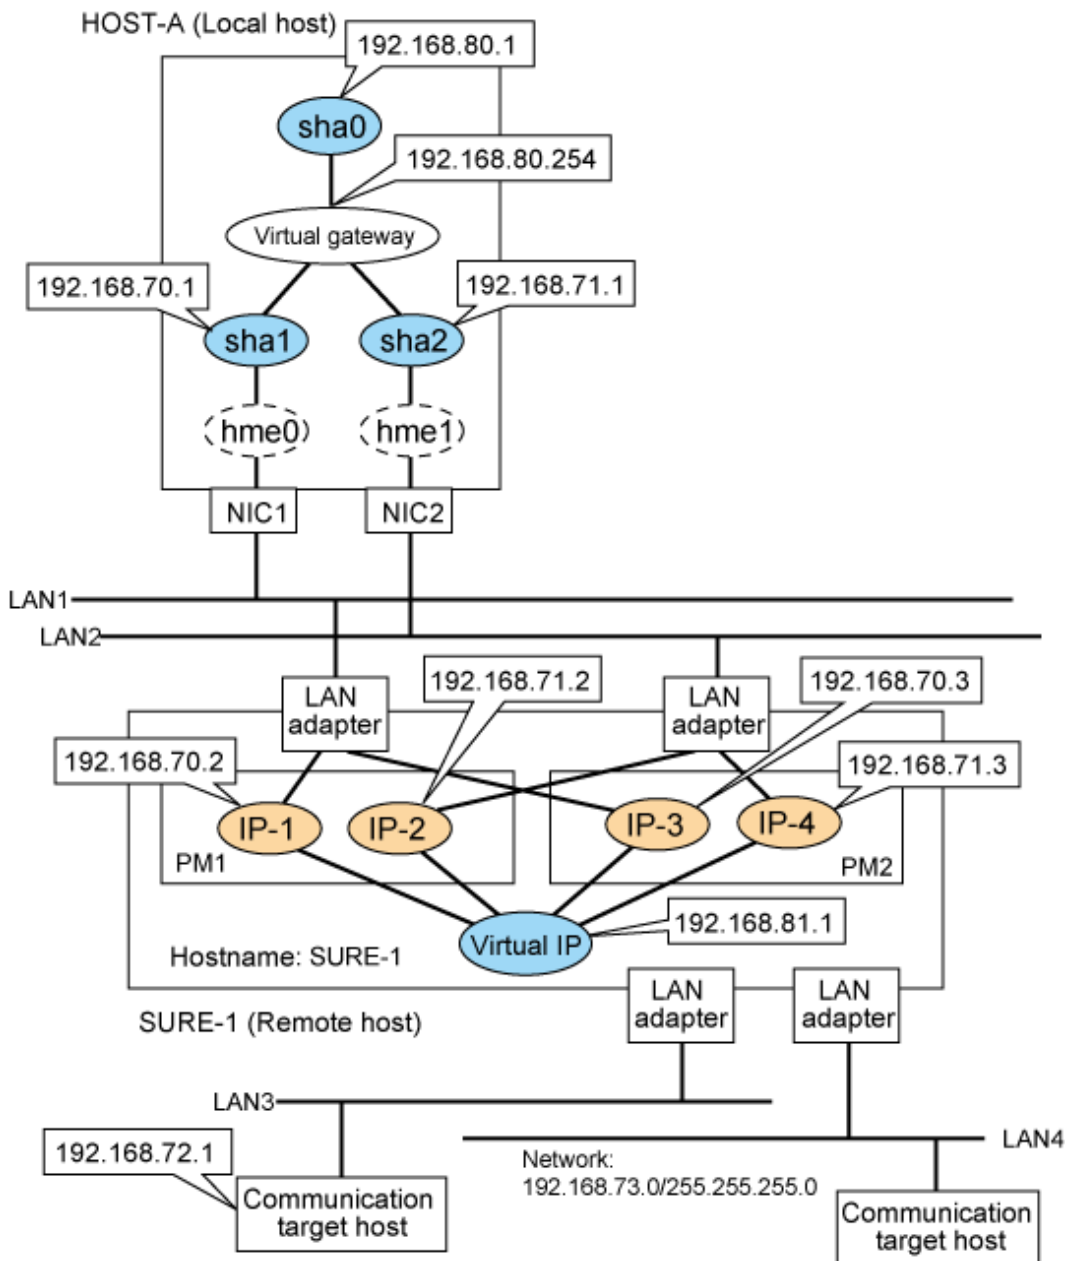 HOST-A (Local host)
192.168.80.1
sha0
192.168.80.254
Virtual gateway
192.168.70.1
192.168.71.1
sha1
sha2
hme0
hme1
NIC1
NIC2
LAN1
LAN2
LAN
adapter
192.168.71.2
LAN
adapter
192.168.70.3
192.168.70.2
192.168.71.3
IP-1
IP-2
IP-3
IP-4
PM1
PM2
Virtual IP
192.168.81.1
Hostname: SURE-1
SURE-1 (Remote host)
LAN
adapter
LAN
adapter
LAN3
LAN4
192.168.72.1
Network:
192.168.73.0/255.255.255.0
Communication
target host
Communication
target host